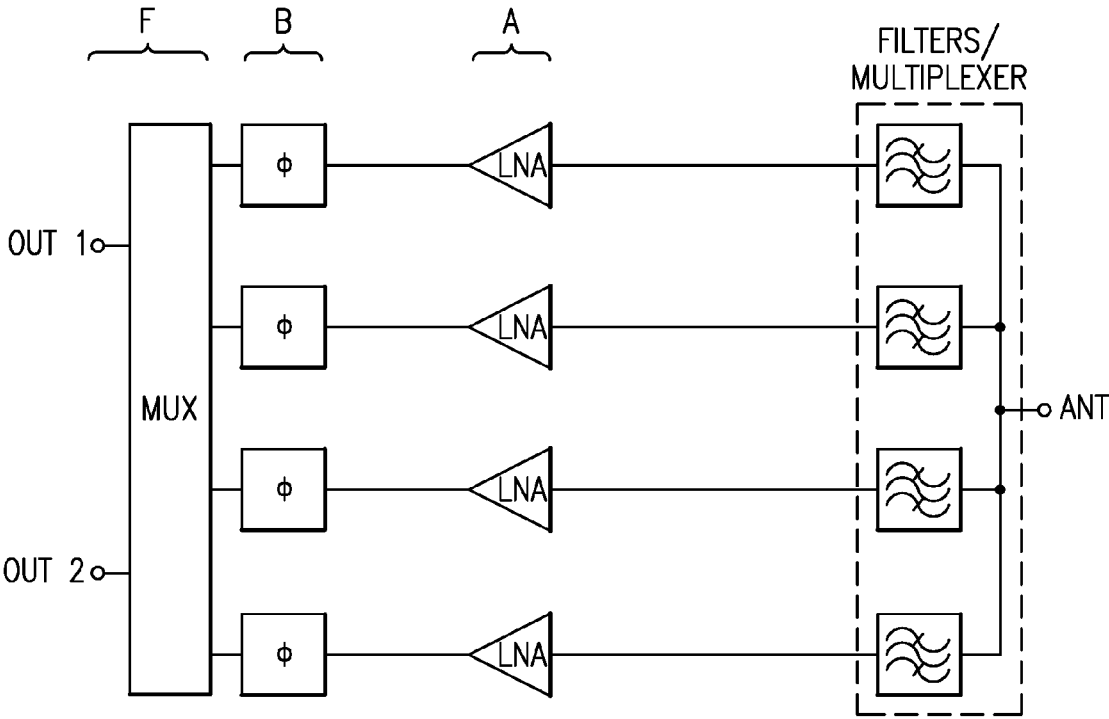 F
B
A
FILTERS/
MULTIPLEXER
ϕ
LNA
OUT 1
ϕ
LNA
MUX
ANT
ϕ
LNA
OUT 2
ϕ
LNA